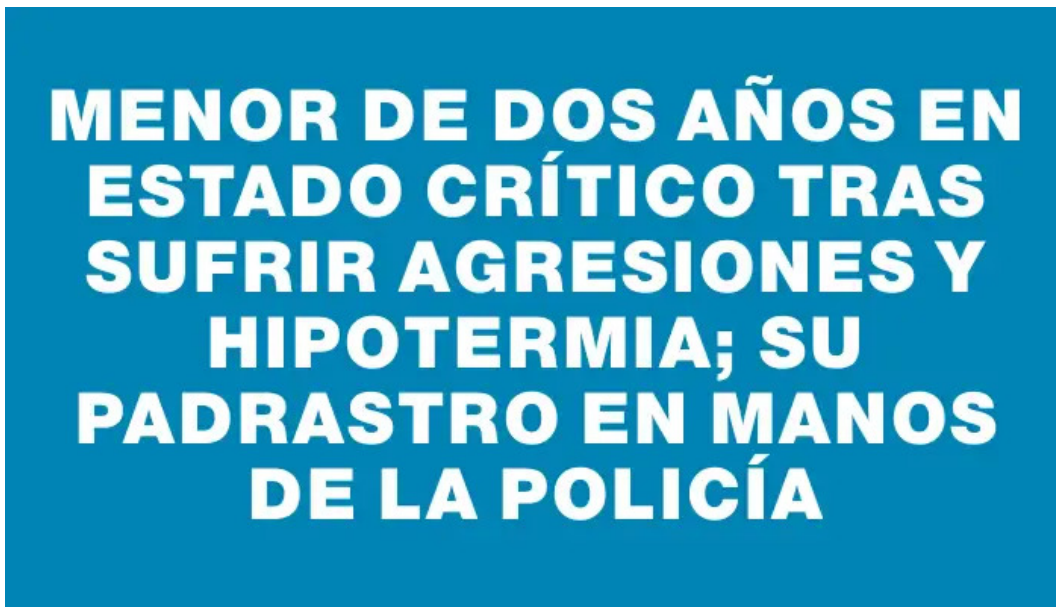 MENOR DE DOS AÑOS EN
ESTADO CRÍTICO TRAS
SUFRIR AGRESIONES Y
HIPOTERMIA; SU
PADRASTRO EN MANOS
DE LA POLICÍA